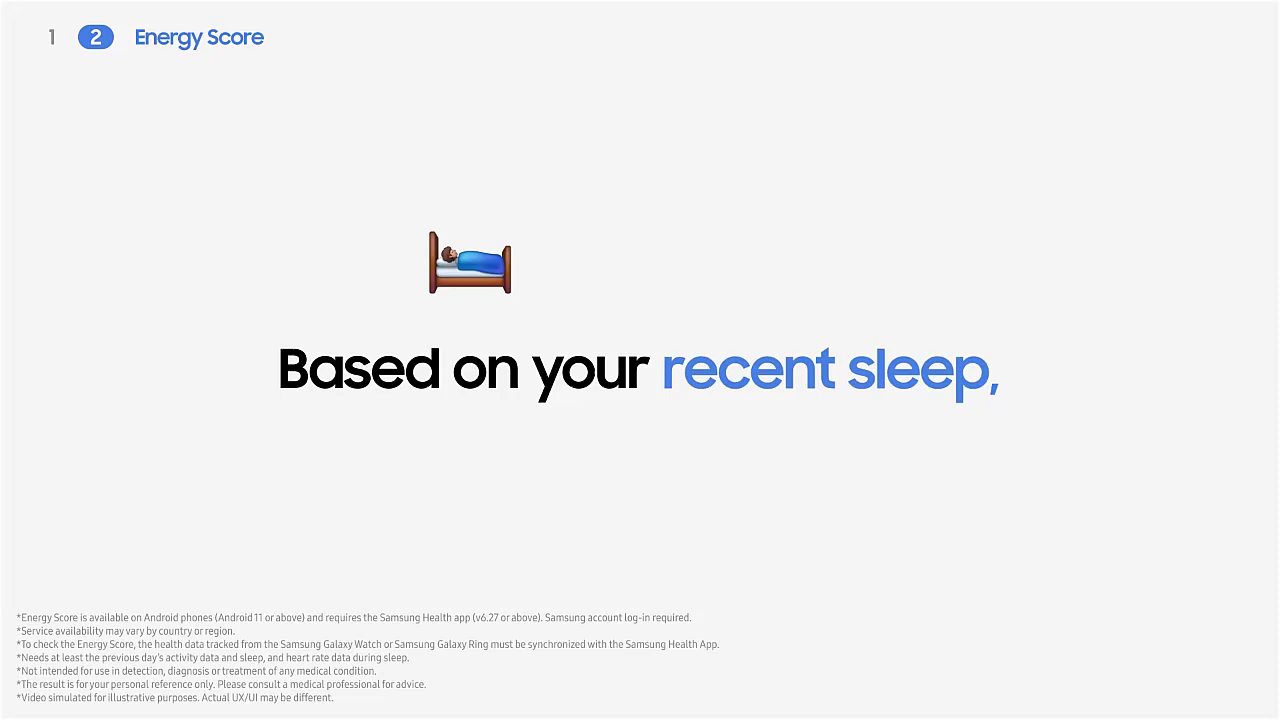 1 2 Energy Score
Based on your recent sleep,
*Energy Score is available on Android phones (Android 11 or above) and requires the Samsung Health app (v6.27 or above). Samsung account log-in required.
*Service availability may vary by country or region.
*To check the Energy Score, the health data tracked from the Samsung Galaxy Watch or Samsung Galaxy Ring must be synchronized with the Samsung Health App.
*Needs at least the previous day's activity data and sleep, and heart rate data during sleep.
*Not intended for use in detection, diagnosis or treatment of any medical condition.
*The result is for your personal reference only. Please consult a medical professional for advice.
*Video simulated for illustrative purposes. Actual UX/UI may be different.